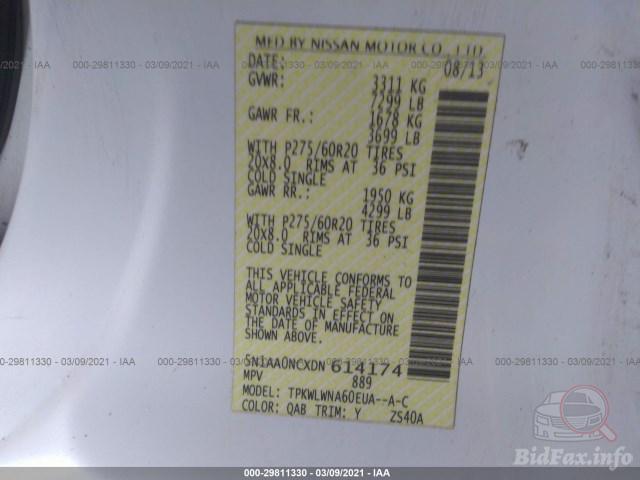 MFD BY NISSAN MOTOR CO., LTD.
DATE: 08/13
GVWR: 3311 KG
7299 LB
GAWR FR.: 1678 KG
3699 LB
WITH P275/60R20 TIRES
20X8.0 RIMS AT 36 PSI
COLD SINGLE
GAWR RR.: 1950 KG
4299 LB
WITH P275/60R20 TIRES
20X8.0 RIMS AT 36 PSI
COLD SINGLE
THIS VEHICLE CONFORMS TO
ALL APPLICABLE FEDERAL
MOTOR VEHICLE SAFETY
STANDARDS IN EFFECT ON
THE DATE OF MANUFACTURE
SHOWN ABOVE.
5N1AA0NCXDN 614174
MPV 889
MODEL: TPKWLWNA60EUA--A-C
COLOR: QAB TRIM: Y ZS40A
000-29811330 - 03/09/2021 - IAA
BidFax.info